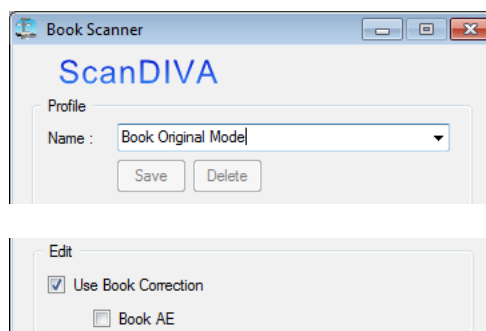 Book Scanner
ScanDIVA
Profile
Name : Book Original Mode
Save Delete
Edit
Use Book Correction
Book AE